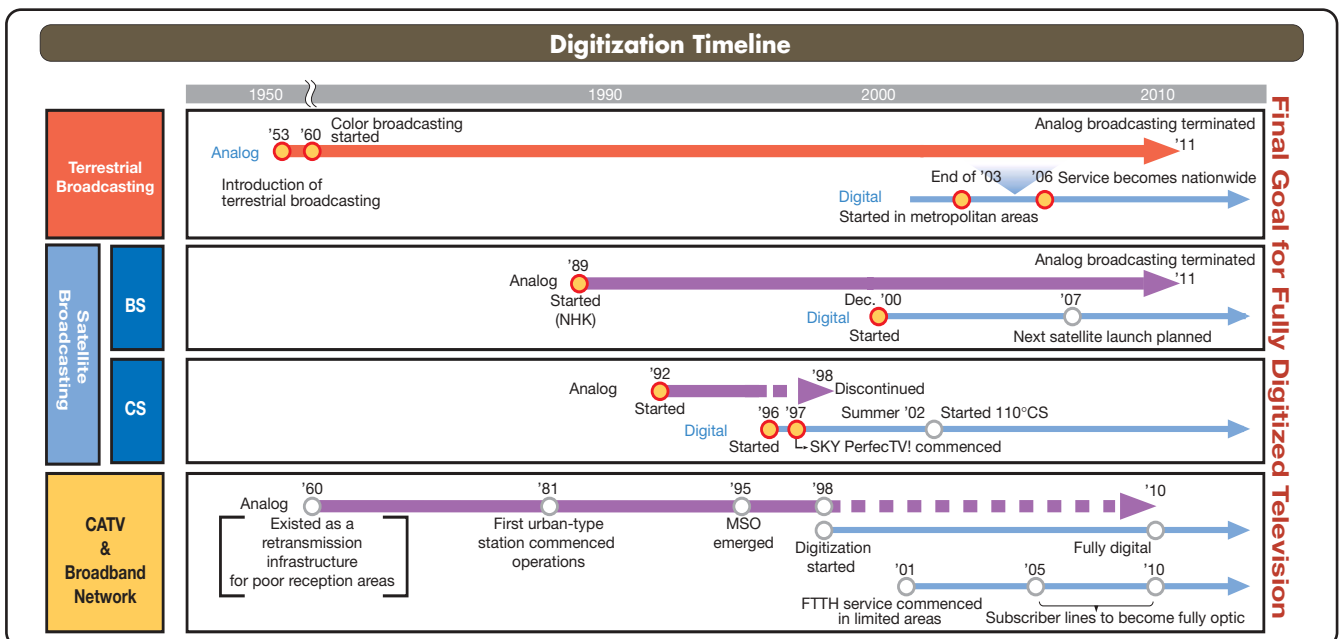 Digitization Timeline
1950 1990 2000 2010
Terrestrial
Broadcasting
Analog
'53 '60 Color broadcasting
started
Introduction of
terrestrial broadcasting
Analog broadcasting terminated
'11
End of '03 '06 Service becomes nationwide
Digital
Started in metropolitan areas
Satellite
Broadcasting
BS
Analog
'89
Started
(NHK)
Analog broadcasting terminated
'11
Dec. '00
Digital
Started
'07
Next satellite launch planned
CS
Analog
'92
Started
'98
Discontinued
Digital
'96 '97
Started
SKY PerfecTV! commenced
Summer '02 Started 110°CS
CATV
&
Broadband
Network
Analog
'60
Existed as a
retransmission
infrastructure
for poor reception areas
'81
First urban-type
station commenced
operations
'95
MSO
emerged
'98
Digitization
started
'10
Fully digital
'01
FTTH service commenced
in limited areas
'05 '10
Subscriber lines to become fully optic
Final Goal for Fully Digitized Television